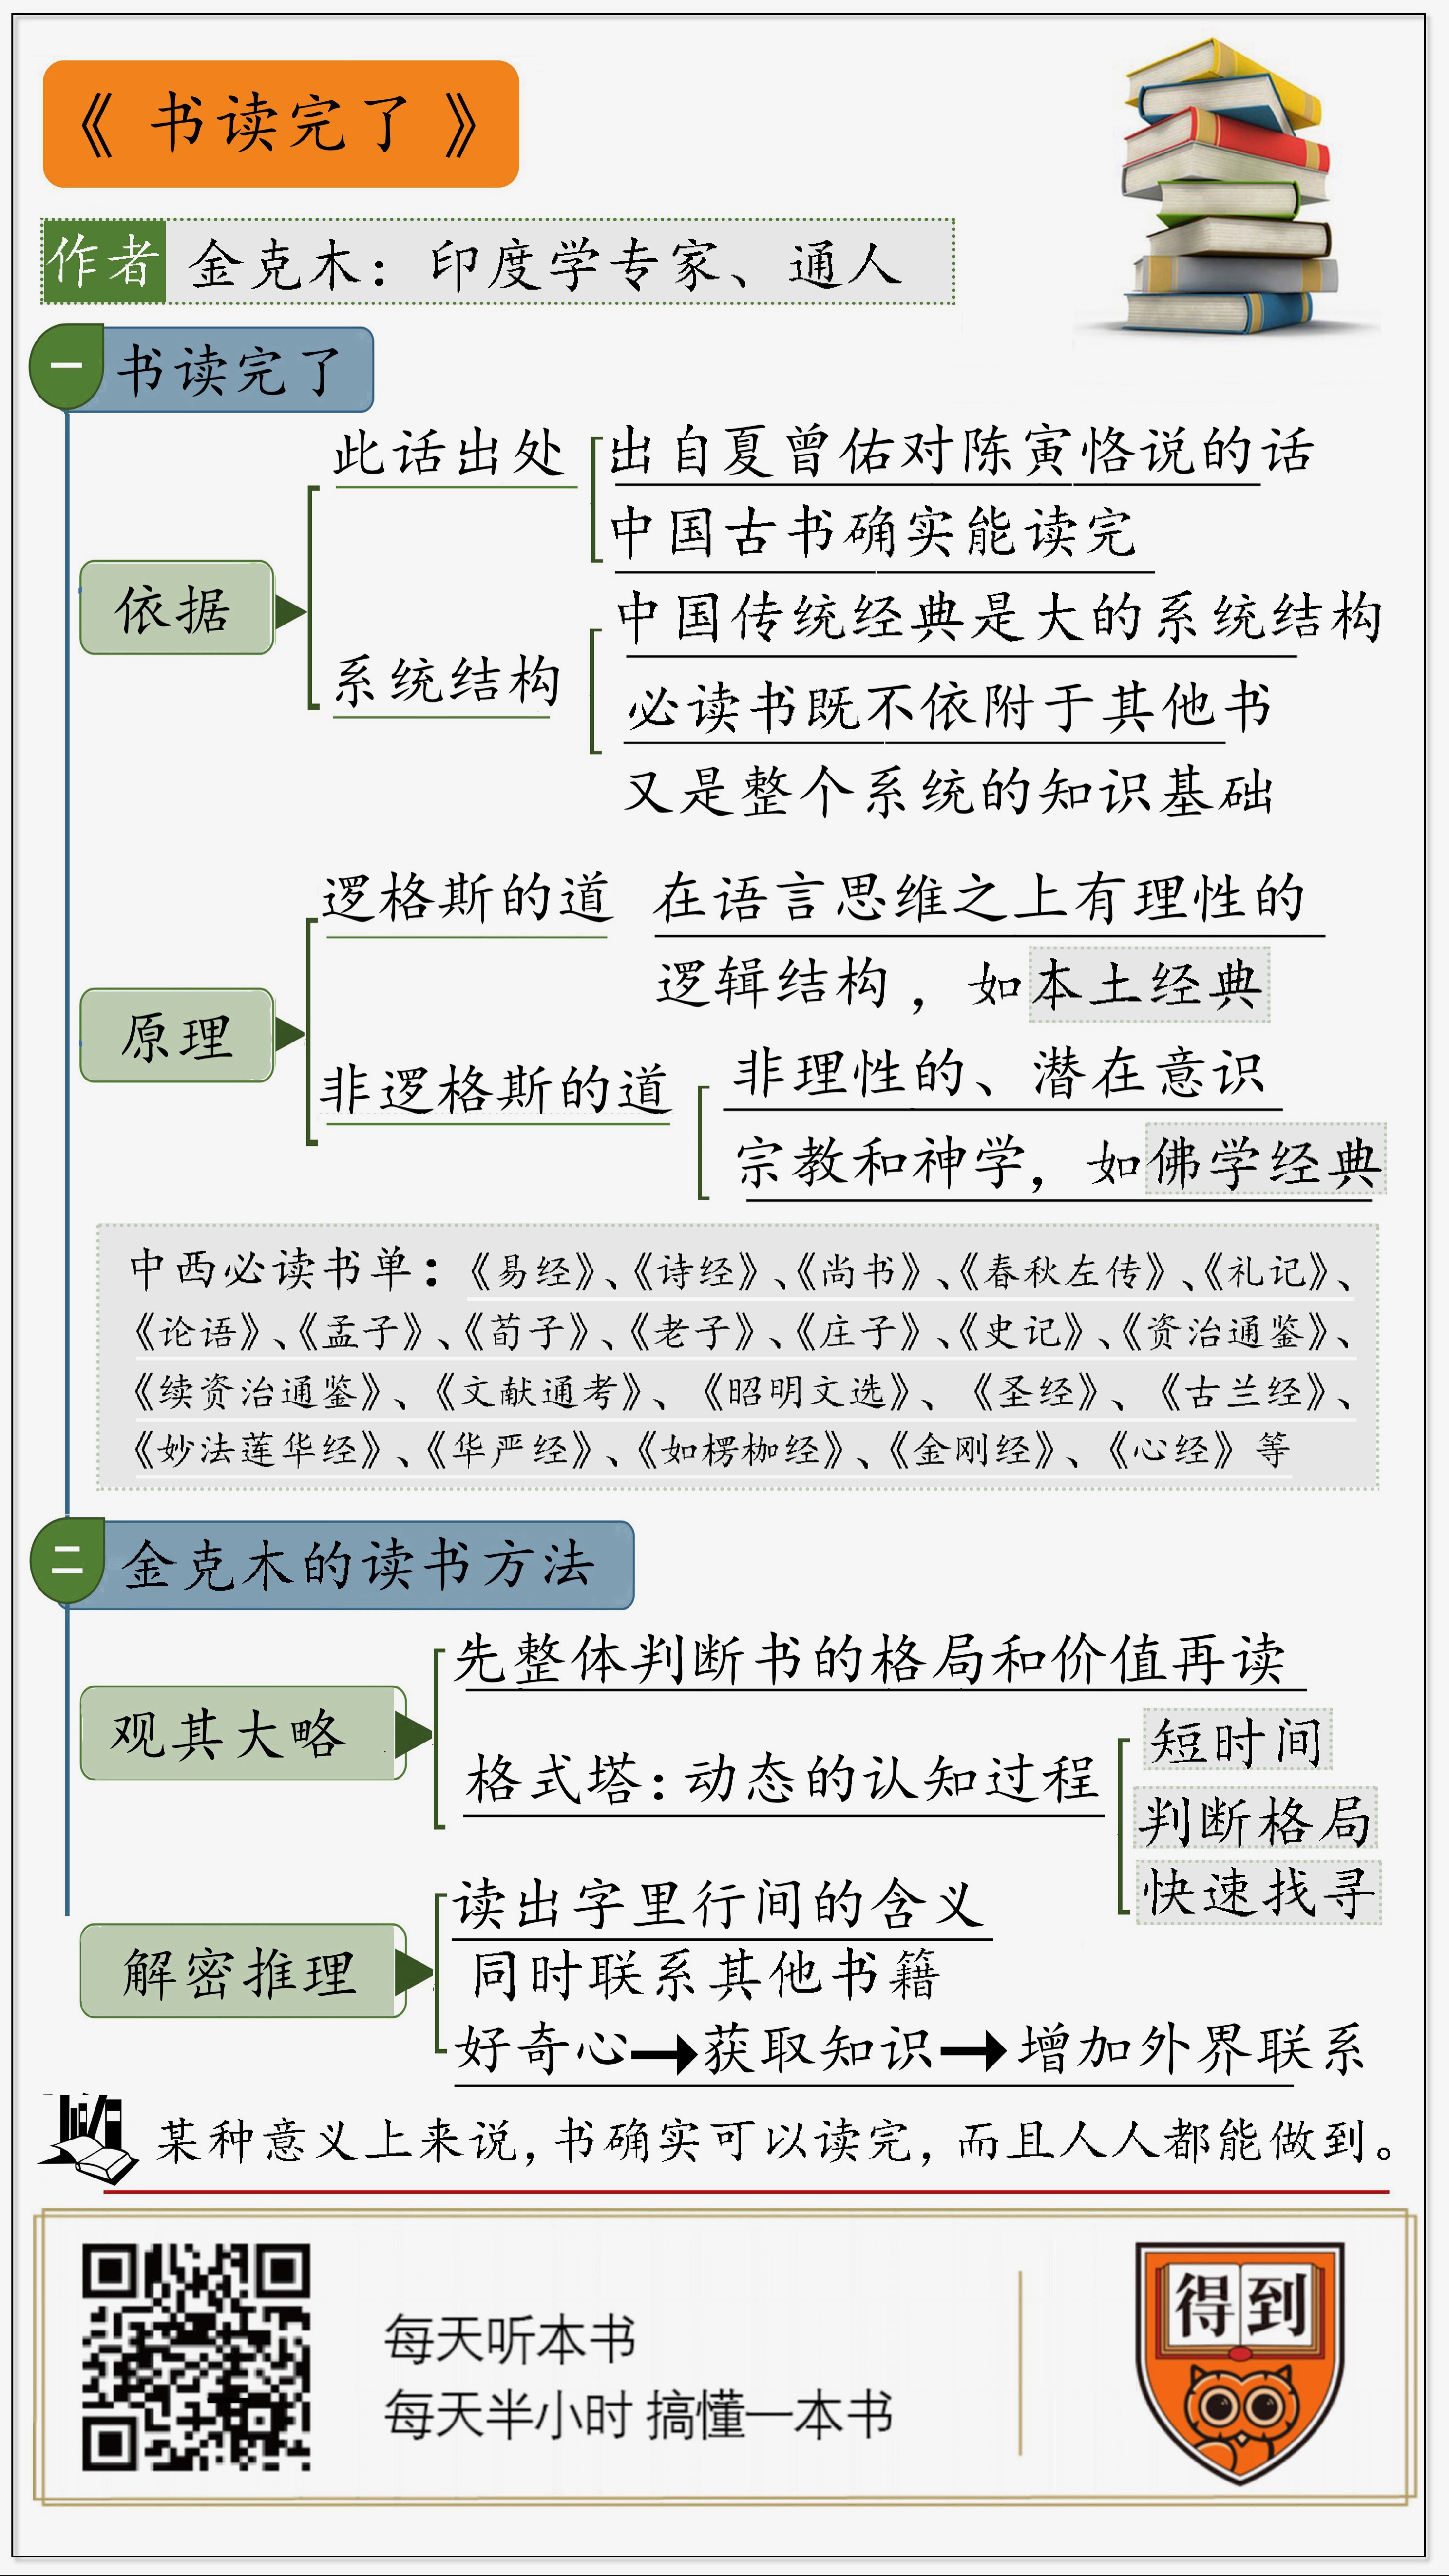 《 书读完了 》
作者 金克木：印度学专家、通人
一 书读完了
依据
此话出处
出自夏曾佑对陈寅恪说的话
中国古书确实能读完
系统结构
中国传统经典是大的系统结构
必读书既不依附于其他书
又是整个系统的知识基础
原理
逻格斯的道
在语言思维之上有理性的
逻辑结构，如本土经典
非逻格斯的道
非理性的、潜在意识
宗教和神学，如佛学经典
中西必读书单：《易经》、《诗经》、《尚书》、《春秋左传》、《礼记》、
《论语》、《孟子》、《荀子》、《老子》、《庄子》、《史记》、《资治通鉴》、
《续资治通鉴》、《文献通考》、《昭明文选》、《圣经》、《古兰经》、
《妙法莲华经》、《华严经》、《如楞枷经》、《金刚经》、《心经》等
二 金克木的读书方法
观其大略
先整体判断书的格局和价值再读
格式塔：动态的认知过程
短时间
判断格局
快速找寻
解密推理
读出字里行间的含义
同时联系其他书籍
好奇心→获取知识→增加外界联系
某种意义上来说，书确实可以读完，而且人人都能做到。
每天听本书
每天半小时 搞懂一本书
得到